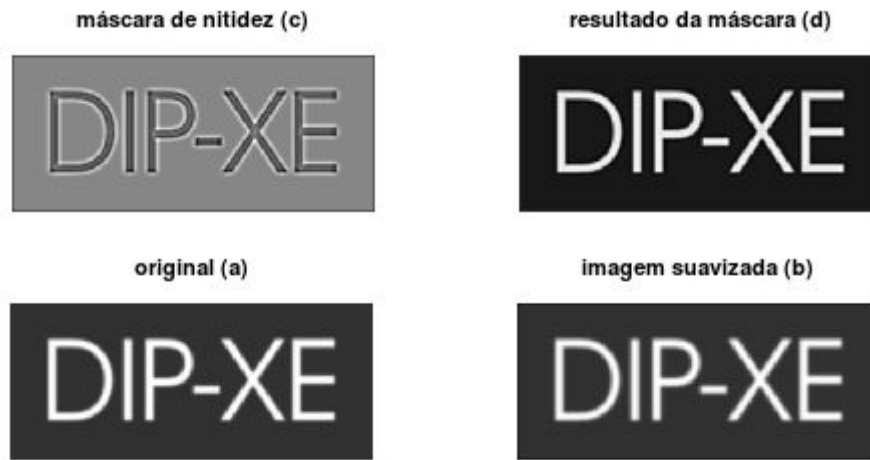 máscara de nitidez (c)
resultado da máscara (d)
DIP-XE
DIP-XE
original (a)
imagem suavizada (b)
DIP-XE
DIP-XE